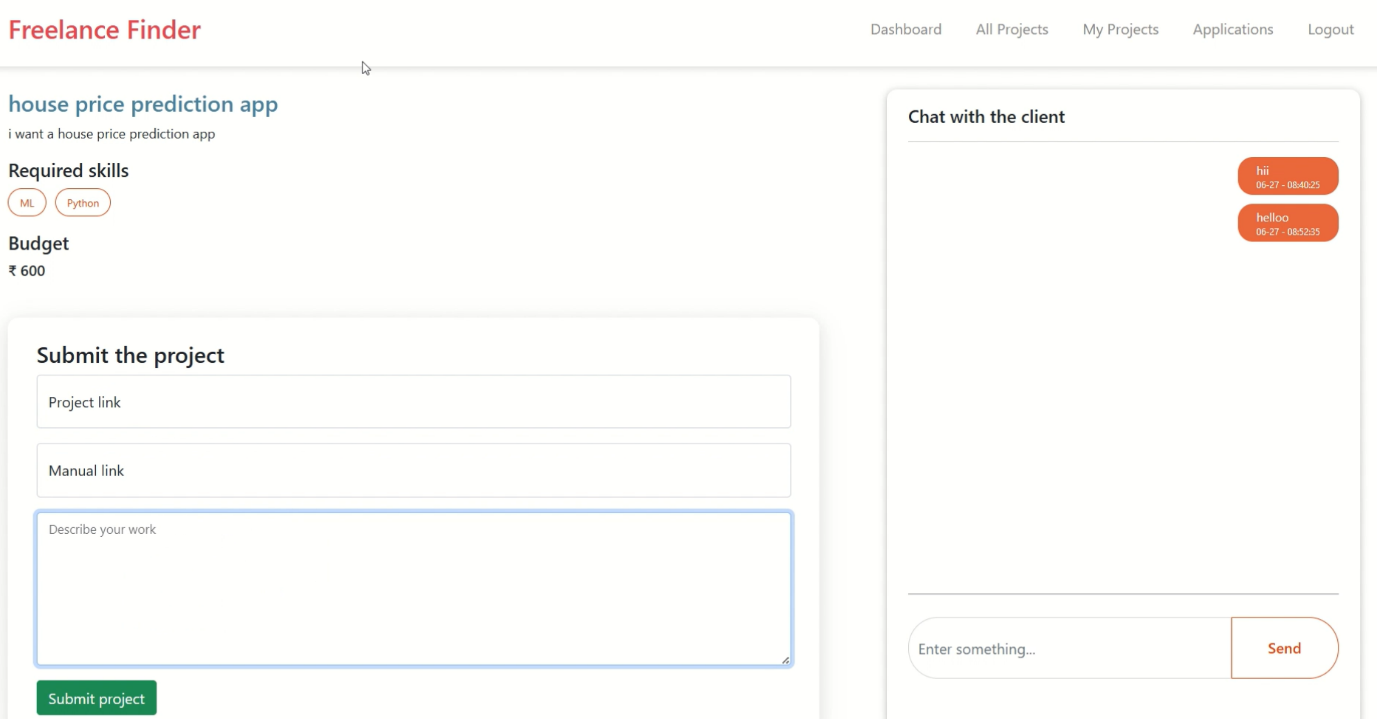 Freelance Finder
Dashboard All Projects My Projects Applications Logout
house price prediction app
i want a house price prediction app
Required skills
ML Python
Budget
₹ 600
Submit the project
Project link
Manual link
Describe your work
Submit project
Chat with the client
hii
06-27 - 08:40:25
helloo
06-27 - 08:52:35
Enter something...
Send